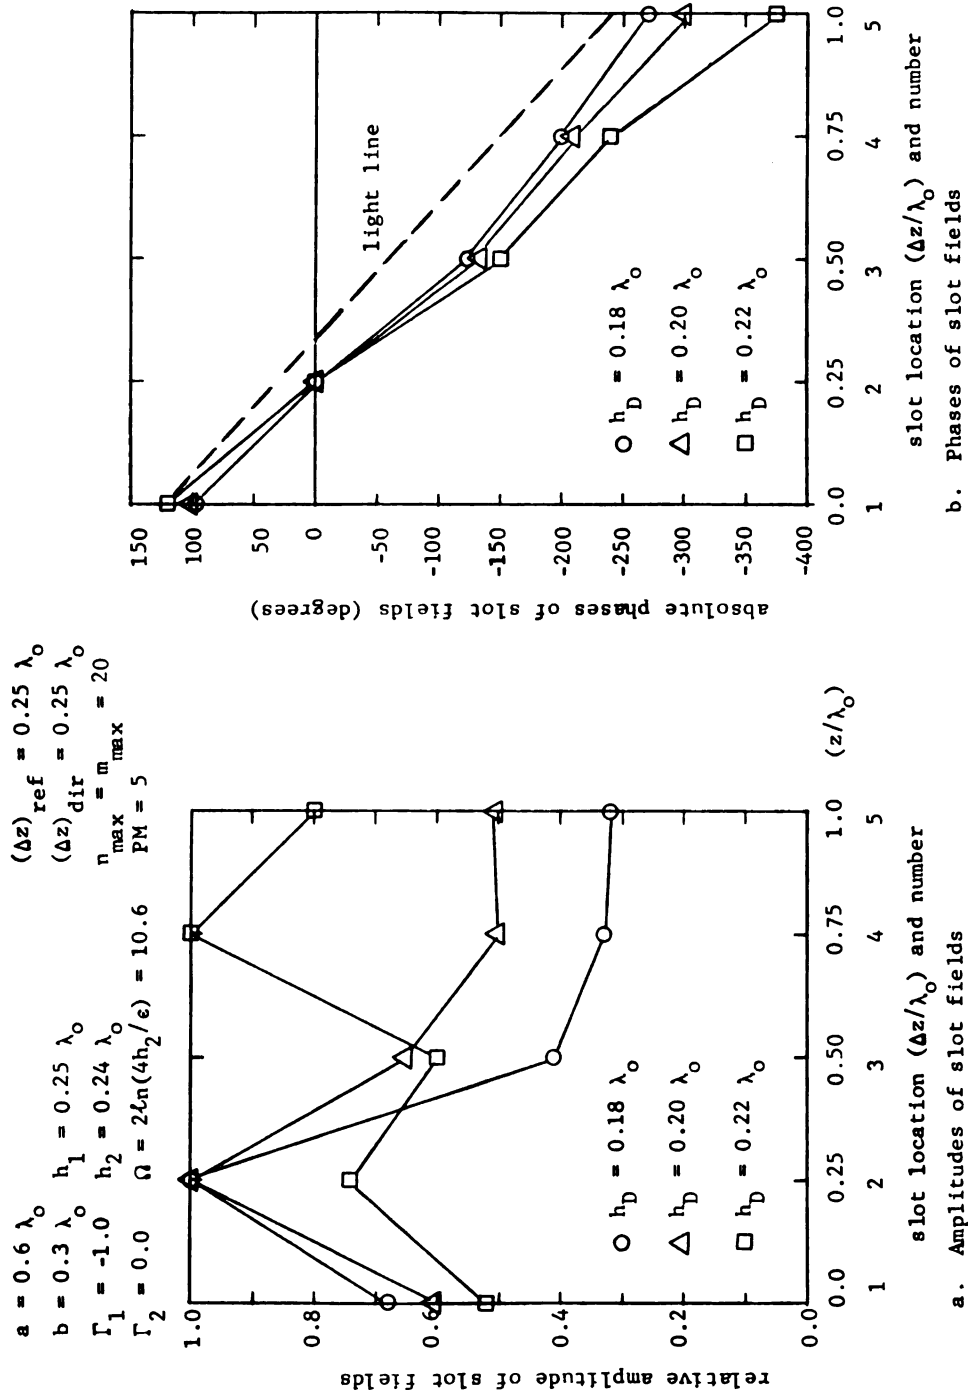 a = 0.6 λo
b = 0.3 λo h1 = 0.25 λo (Δz)ref = 0.25 λo
Γ1 = -1.0 h2 = 0.24 λo (Δz)dir = 0.25 λo
Γ2 = 0.0 Ω = 2ℓn(4h2/ε) = 10.6 nmax = mmax = 20
PM = 5
relative amplitude of slot fields
1.0
0.8
0.6
0.4
0.2
0.0
○ hD = 0.18 λo
△ hD = 0.20 λo
□ hD = 0.22 λo
0.0 0.25 0.50 0.75 1.0 (z/λo)
1 2 3 4 5
slot location (Δz/λo) and number
a. Amplitudes of slot fields
absolute phases of slot fields (degrees)
150
100
50
0
-50
-100
-150
-200
-250
-300
-350
-400
light line
○ hD = 0.18 λo
△ hD = 0.20 λo
□ hD = 0.22 λo
0.0 0.25 0.50 0.75 1.0
1 2 3 4 5
slot location (Δz/λo) and number
b. Phases of slot fields